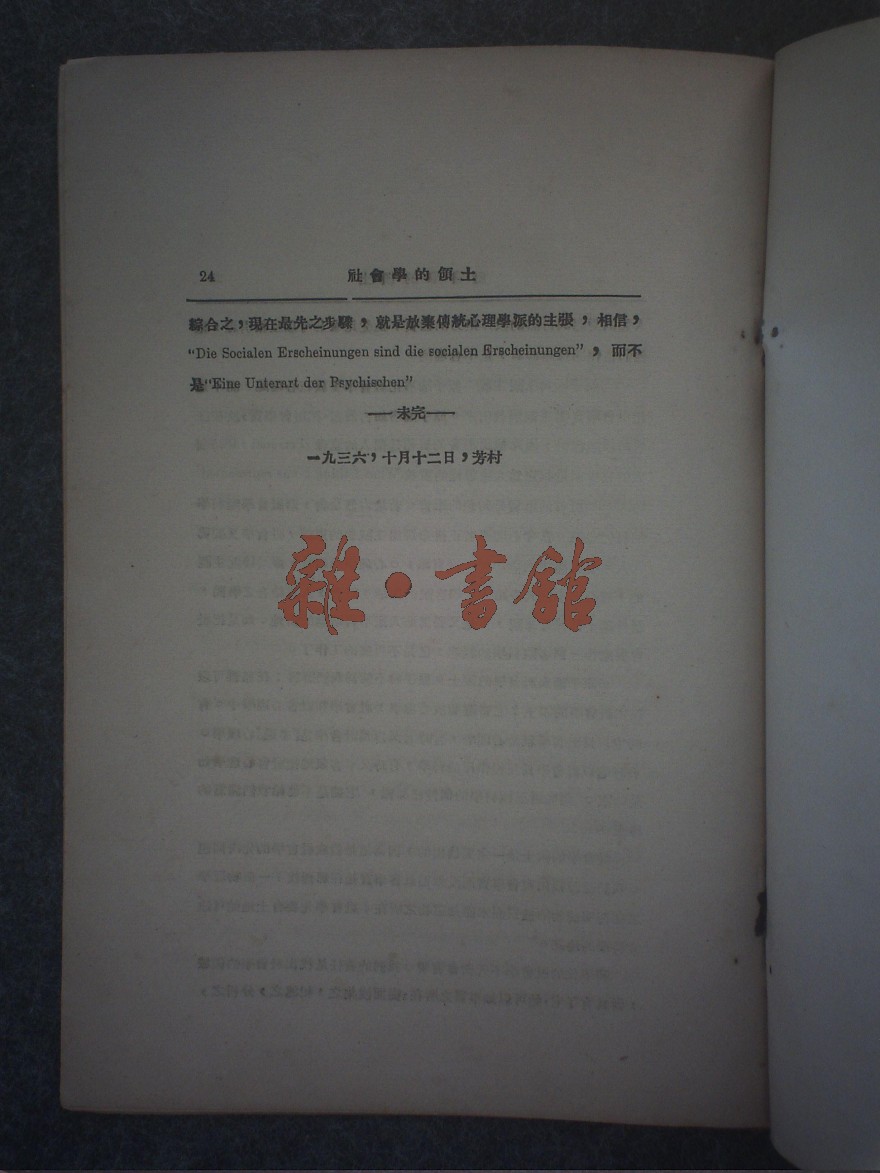 24 社會學的領土
綜合之，現在最先之步驟，就是放棄傳統心理學派的主張，相信，
“Die Socialen Erscheinungen sind die socialen Erscheinungen”，而不
是“Eine Unterart der Psychischen”
——未完——
一九三六，十月十二日，芳村
雜•書館